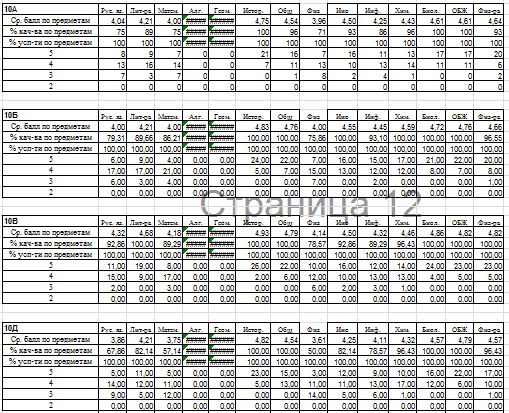 10А Рус. яз. Лит-ра Матем. Алг. Геом. Истор. Общ Физ Иня Инф. Хим. Биол. ОБЖ Физ-ра
Ср. балл по предметам 4,04 4,21 4,00 ##### ###### 4,75 4,54 3,96 4,50 4,25 4,43 4,61 4,61 4,64
% кач-ва по предметам 75 89 75 ##### ###### 100 96 71 93 86 96 100 100 93
% усп-ти по предметам 100 100 100 ##### ###### 100 100 100 100 100 100 100 100 100
5 8 9 7 0 0 21 16 7 16 11 13 17 17 20
4 13 16 14 0 0 7 11 13 10 13 14 11 11 6
3 7 3 7 0 0 0 1 8 2 4 1 0 0 2
2 0 0 0 0 0 0 0 0 0 0 0 0 0 0
10Б Рус. яз. Лит-ра Матем. Алг. Геом. Истор. Общ Физ Иня Инф. Хим. Биол. ОБЖ Физ-ра
Ср. балл по предметам 4,00 4,21 4,00 ##### ###### 4,83 4,76 4,00 4,55 4,45 4,59 4,72 4,76 4,66
% кач-ва по предметам 79,31 89,66 86,21 ##### ###### 100,00 100,00 75,86 100,00 93,10 100,00 100,00 100,00 96,55
% усп-ти по предметам 100,00 100,00 100,00 ##### ###### 100,00 100,00 100,00 100,00 100,00 100,00 100,00 100,00 100,00
5 6,00 9,00 4,00 0,00 0,00 24,00 22,00 7,00 16,00 15,00 17,00 21,00 22,00 20,00
4 17,00 17,00 21,00 0,00 0,00 5,00 7,00 15,00 13,00 12,00 12,00 8,00 7,00 8,00
3 6,00 3,00 4,00 0,00 0,00 0,00 0,00 7,00 0,00 2,00 0,00 0,00 0,00 1,00
2 0,00 0,00 0,00 0,00 0,00 0,00 0,00 0,00 0,00 0,00 0,00 0,00 0,00 0,00
Страница 12
10В Рус. яз. Лит-ра Матем. Алг. Геом. Истор. Общ Физ Иня Инф. Хим. Биол. ОБЖ Физ-ра
Ср. балл по предметам 4,32 4,68 4,18 ##### ###### 4,93 4,79 4,14 4,50 4,32 4,46 4,86 4,82 4,82
% кач-ва по предметам 92,86 100,00 89,29 ##### ###### 100,00 100,00 78,57 92,86 89,29 96,43 100,00 100,00 100,00
% усп-ти по предметам 100,00 100,00 100,00 ##### ###### 100,00 100,00 100,00 100,00 100,00 100,00 100,00 100,00 100,00
5 11,00 19,00 8,00 0,00 0,00 26,00 22,00 10,00 16,00 12,00 14,00 24,00 23,00 23,00
4 15,00 9,00 17,00 0,00 0,00 2,00 6,00 12,00 10,00 13,00 13,00 4,00 5,00 5,00
3 2,00 0,00 3,00 0,00 0,00 0,00 0,00 6,00 2,00 3,00 1,00 0,00 0,00 0,00
2 0,00 0,00 0,00 0,00 0,00 0,00 0,00 0,00 0,00 0,00 0,00 0,00 0,00 0,00
10Д Рус. яз. Лит-ра Матем. Алг. Геом. Истор. Общ Физ Иня Инф. Хим. Биол. ОБЖ Физ-ра
Ср. балл по предметам 3,86 4,21 3,75 ##### ###### 4,82 4,54 3,61 4,25 4,11 4,32 4,57 4,79 4,57
% кач-ва по предметам 67,86 82,14 57,14 ##### ###### 100,00 100,00 50,00 82,14 78,57 96,43 100,00 100,00 96,43
% усп-ти по предметам 100,00 100,00 100,00 ##### ###### 100,00 100,00 100,00 100,00 100,00 100,00 100,00 100,00 100,00
5 5,00 11,00 5,00 0,00 0,00 23,00 15,00 3,00 12,00 9,00 10,00 16,00 22,00 17,00
4 14,00 12,00 11,00 0,00 0,00 5,00 13,00 11,00 11,00 13,00 17,00 12,00 6,00 10,00
3 9,00 5,00 12,00 0,00 0,00 0,00 0,00 14,00 5,00 6,00 1,00 0,00 0,00 1,00
2 0,00 0,00 0,00 0,00 0,00 0,00 0,00 0,00 0,00 0,00 0,00 0,00 0,00 0,00